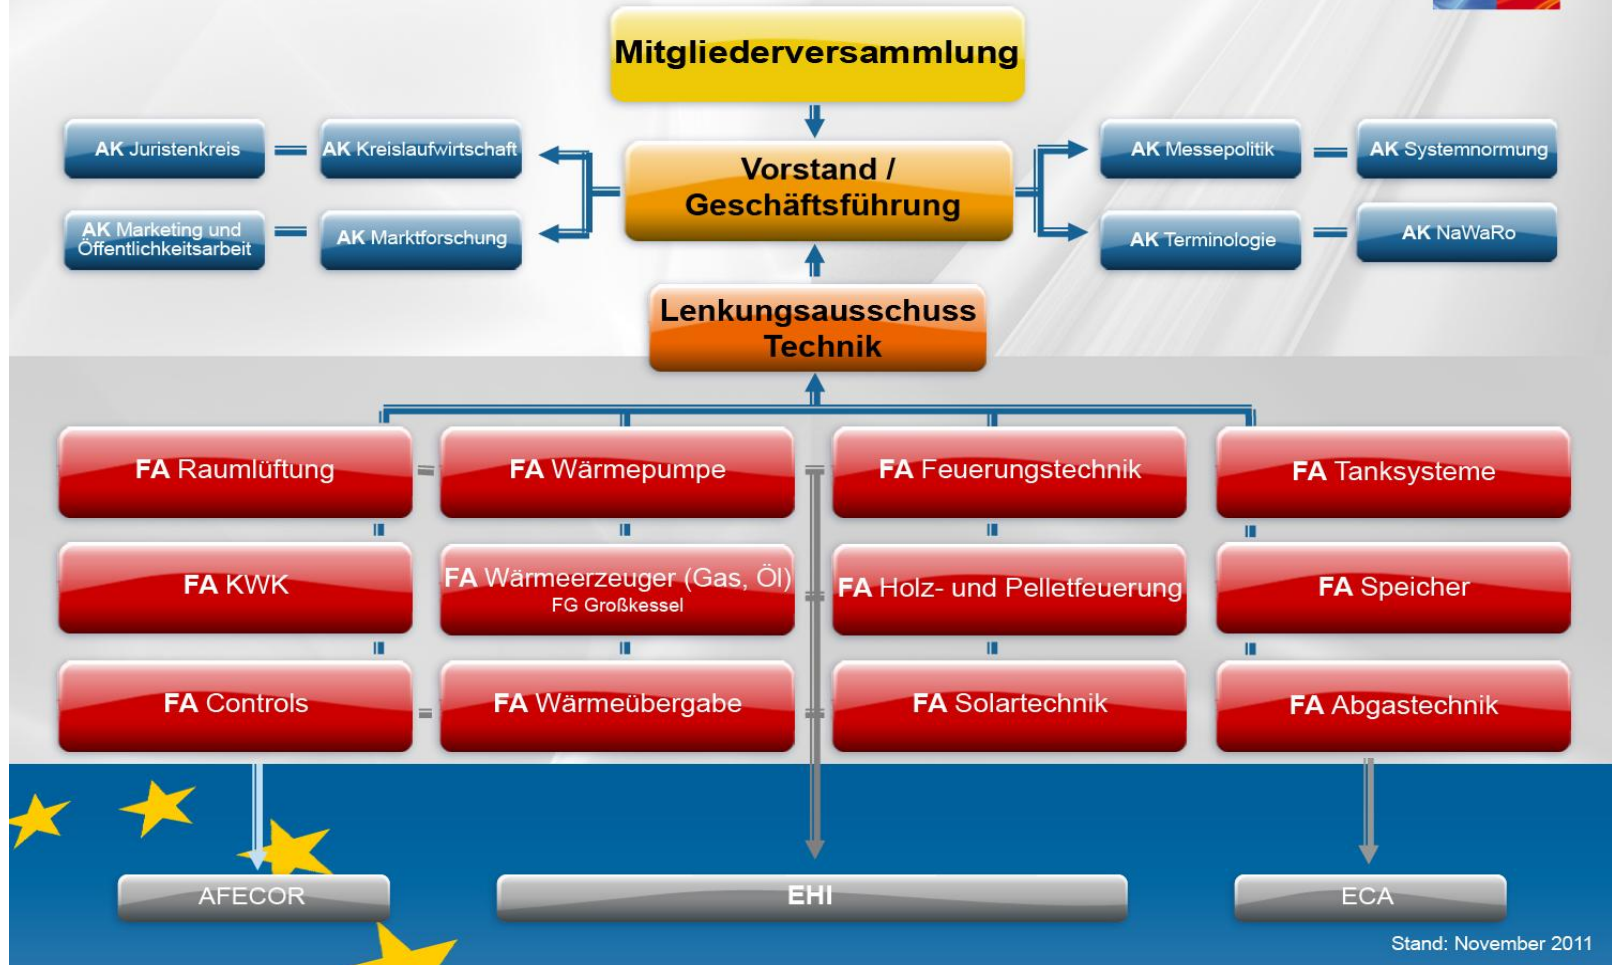 Mitgliederversammlung
AK Juristenkreis
AK Kreislaufwirtschaft
Vorstand /
Geschäftsführung
AK Messepolitik
AK Systemnormung
AK Marketing und
Öffentlichkeitsarbeit
AK Marktforschung
AK Terminologie
AK NaWaRo
Lenkungsausschuss
Technik
FA Raumlüftung
FA Wärmepumpe
FA Feuerungstechnik
FA Tanksysteme
FA KWK
FA Wärmeerzeuger (Gas, Öl)
FG Großkessel
FA Holz- und Pelletfeuerung
FA Speicher
FA Controls
FA Wärmeübergabe
FA Solartechnik
FA Abgastechnik
AFECOR
EHI
ECA
Stand: November 2011